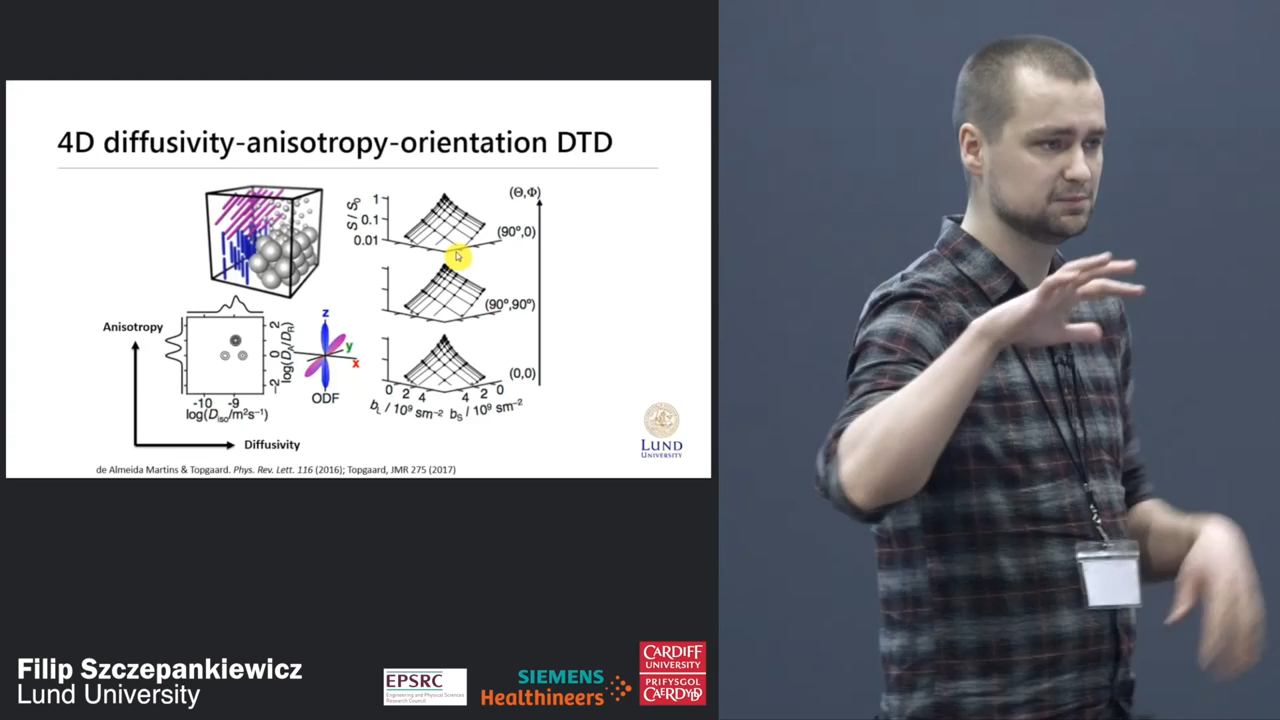 4D diffusivity-anisotropy-orientation DTD
S / S₀
1
0.1
0.01
(Θ,Φ)
(90°,0)
(90°,90°)
(0,0)
Anisotropy
2
0
-2
log(D_A/D_R)
-10 -9
log(D_iso/m²s⁻¹)
Diffusivity
z
y
x
ODF
0 2 4
4 2 0
b_L / 10⁹ sm⁻²
b_S / 10⁹ sm⁻²
LUND
UNIVERSITY
de Almeida Martins & Topgaard. Phys. Rev. Lett. 116 (2016); Topgaard, JMR 275 (2017)
Filip Szczepankiewicz
Lund University
EPSRC
Engineering and Physical Sciences
Research Council
SIEMENS
Healthineers
CARDIFF
UNIVERSITY
PRIFYSGOL
CAERDYDD